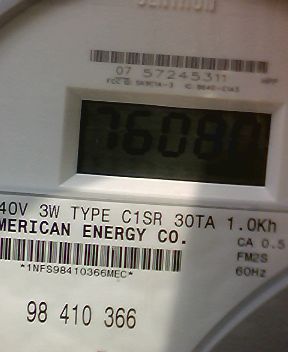 07 57245311
7608
40V 3W TYPE C1SR 30TA 1.0Kh
MERICAN ENERGY CO.
CA 0.5
FM2S
60Hz
*1NFS98410366MEC*
98 410 366